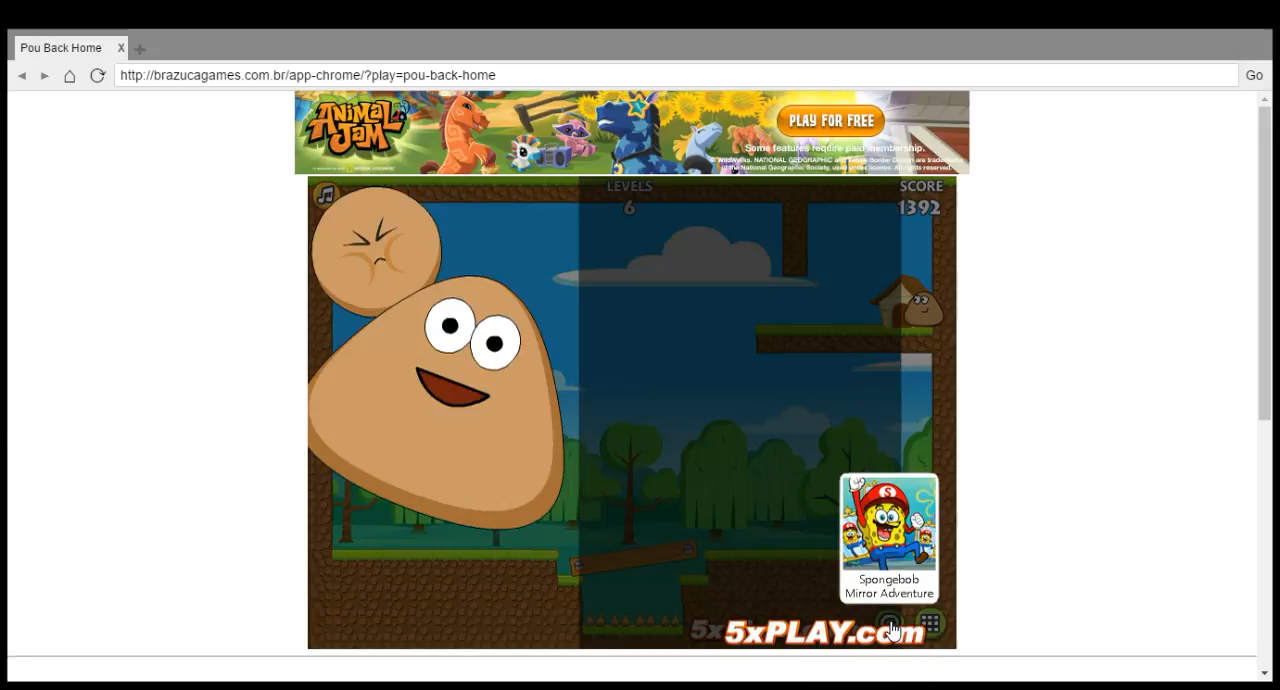 Pou Back Home X
http://brazucagames.com.br/app-chrome/?play=pou-back-home Go
ANIMAL JAM
PLAY FOR FREE
Some features require paid membership.
LEVELS
6
SCORE
1392
S
Spongebob
Mirror Adventure
5xPLAY.com